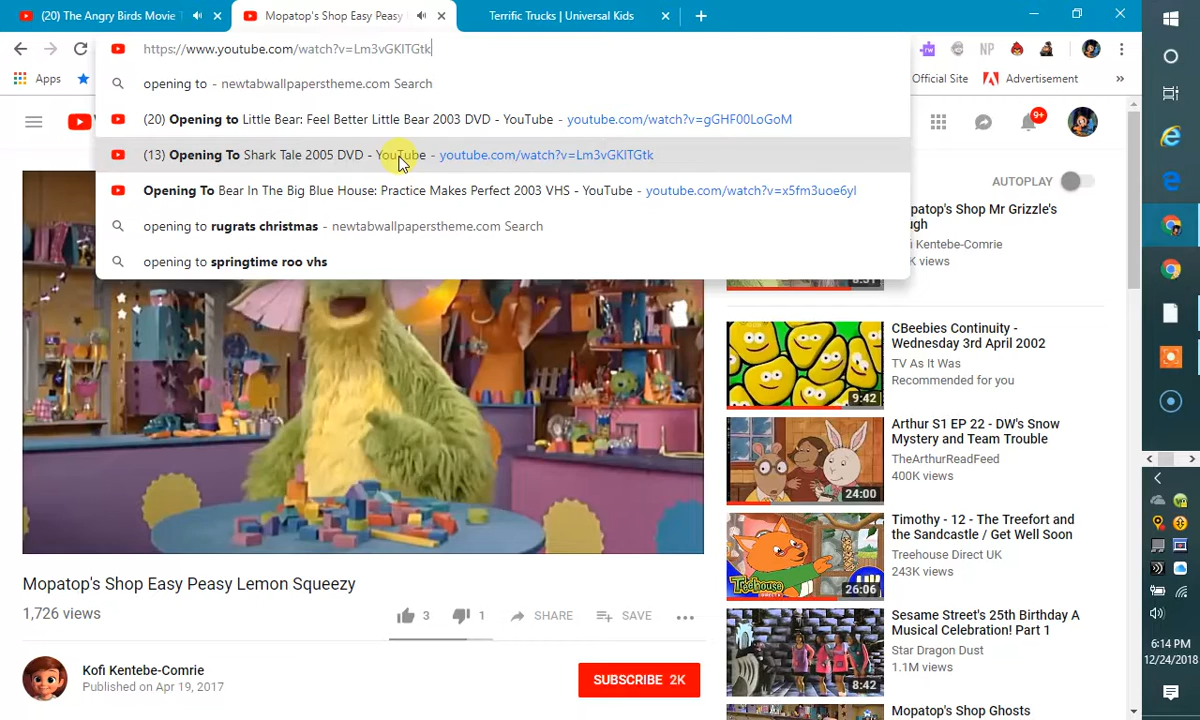 (20) The Angry Birds Movie
Mopatop's Shop Easy Peasy
Terrific Trucks | Universal Kids
https://www.youtube.com/watch?v=Lm3vGKITGtk
NP
opening to - newtabwallpaperstheme.com Search
Apps
Official Site
Advertisement
»
(20) Opening to Little Bear: Feel Better Little Bear 2003 DVD - YouTube - youtube.com/watch?v=gGHF00LoGoM
9+
(13) Opening To Shark Tale 2005 DVD - YouTube - youtube.com/watch?v=Lm3vGKITGtk
Opening To Bear In The Big Blue House: Practice Makes Perfect 2003 VHS - YouTube - youtube.com/watch?v=x5fm3uoe6yI
AUTOPLAY
opening to rugrats christmas - newtabwallpaperstheme.com Search
opening to springtime roo vhs
opatop's Shop Mr Grizzle's
ugh
ofi Kentebe-Comrie
K views
8:31
CBeebies Continuity -
Wednesday 3rd April 2002
TV As It Was
Recommended for you
9:42
Arthur S1 EP 22 - DW's Snow
Mystery and Team Trouble
TheArthurReadFeed
400K views
24:00
Timothy - 12 - The Treefort and
the Sandcastle / Get Well Soon
Treehouse Direct UK
243K views
Treehouse
26:06
Mopatop's Shop Easy Peasy Lemon Squeezy
1,726 views
3
1
SHARE
SAVE
Sesame Street's 25th Birthday A
Musical Celebration! Part 1
Star Dragon Dust
1.1M views
8:42
Kofi Kentebe-Comrie
Published on Apr 19, 2017
SUBSCRIBE 2K
Mopatop's Shop Ghosts
6:14 PM
12/24/2018